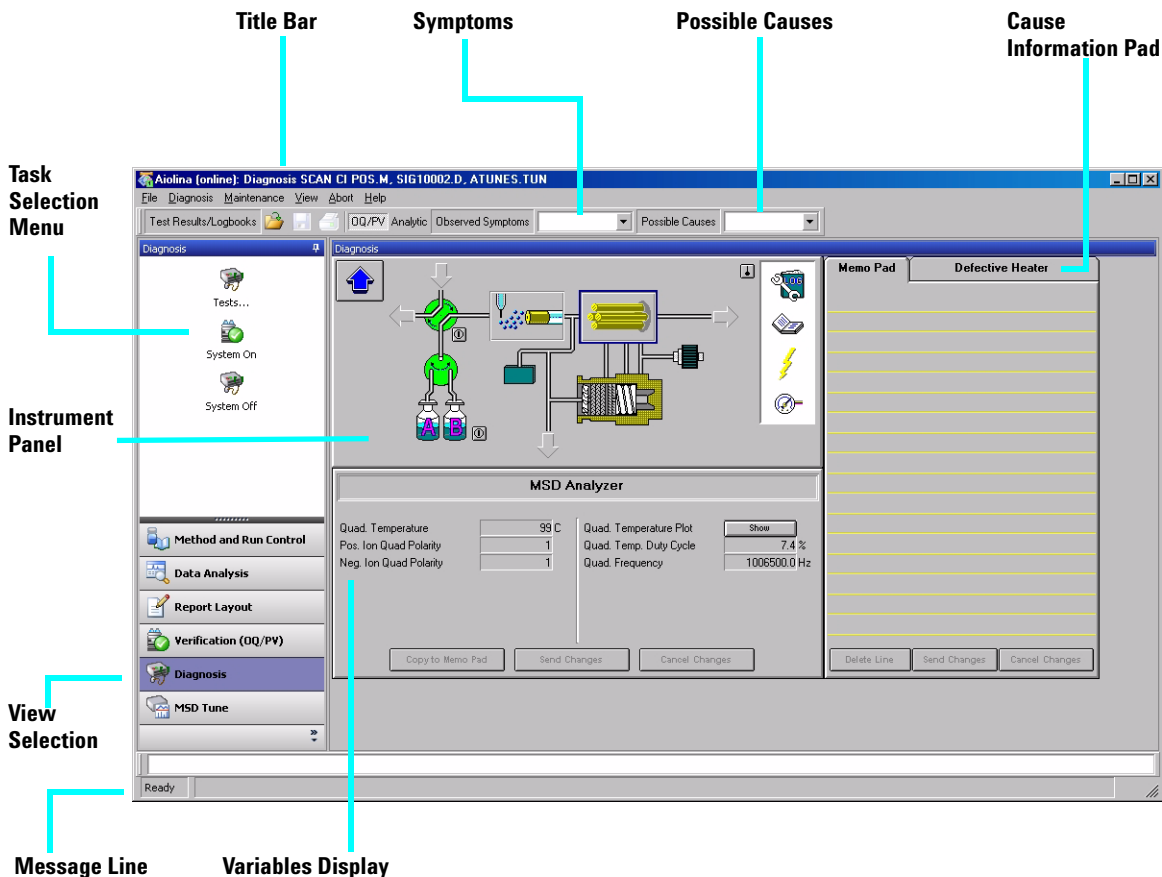 Title Bar
Symptoms
Possible Causes
Cause
Information Pad
Task
Selection
Menu
Aiolina (online): Diagnosis SCAN CI POS.M, SIG10002.D, ATUNES.TUN
File Diagnosis Maintenance View Abort Help
Test Results/Logbooks OQ/PV Analytic Observed Symptoms Possible Causes
Diagnosis
Diagnosis
Tests...
System On
System Off
LOG
A B
Memo Pad Defective Heater
Instrument
Panel
MSD Analyzer
Quad. Temperature 99 C
Pos. Ion Quad Polarity 1
Neg. Ion Quad Polarity 1
Quad. Temperature Plot Show
Quad. Temp. Duty Cycle 7.4 %
Quad. Frequency 1006500.0 Hz
Copy to Memo Pad Send Changes Cancel Changes
Delete Line Send Changes Cancel Changes
Method and Run Control
Data Analysis
Report Layout
Verification (OQ/PV)
Diagnosis
MSD Tune
View
Selection
Ready
Message Line
Variables Display